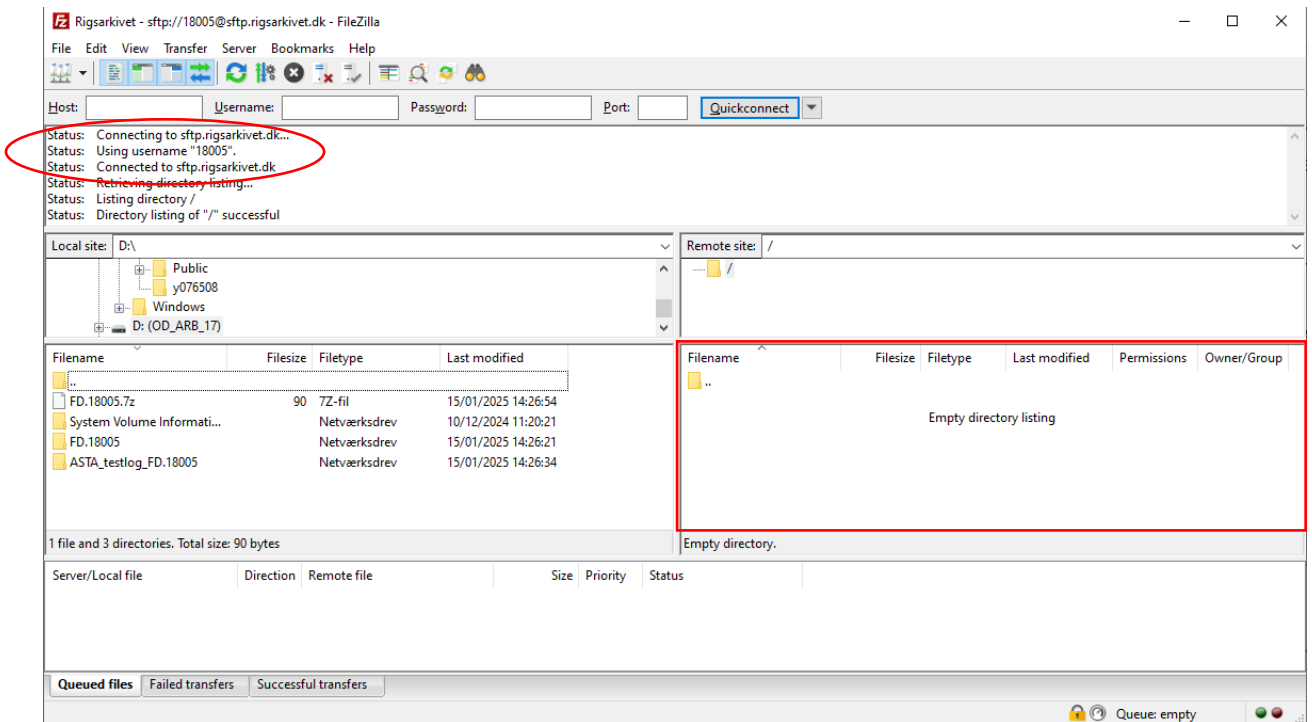 Rigsarkivet - sftp://18005@sftp.rigsarkivet.dk - FileZilla
File Edit View Transfer Server Bookmarks Help
Host: Username: Password: Port: Quickconnect
Status: Connecting to sftp.rigsarkivet.dk...
Status: Using username "18005".
Status: Connected to sftp.rigsarkivet.dk
Status: Retrieving directory listing...
Status: Listing directory /
Status: Directory listing of "/" successful
Local site: D:\
Public
y076508
Windows
D: (OD_ARB_17)
Remote site: /
/
Filename Filesize Filetype Last modified
..
FD.18005.7z 90 7Z-fil 15/01/2025 14:26:54
System Volume Informati... Netværksdrev 10/12/2024 11:20:21
FD.18005 Netværksdrev 15/01/2025 14:26:21
ASTA_testlog_FD.18005 Netværksdrev 15/01/2025 14:26:34
1 file and 3 directories. Total size: 90 bytes
Filename Filesize Filetype Last modified Permissions Owner/Group
..
Empty directory listing
Empty directory.
Server/Local file Direction Remote file Size Priority Status
Queued files Failed transfers Successful transfers
Queue: empty